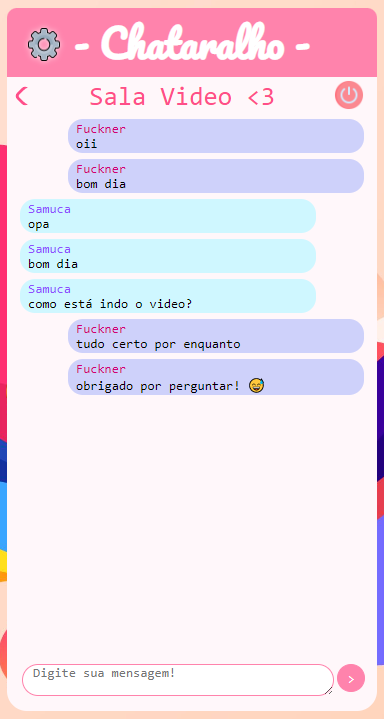 - Chataralho -
Sala Video <3
Fuckner
oii
Fuckner
bom dia
Samuca
opa
Samuca
bom dia
Samuca
como está indo o video?
Fuckner
tudo certo por enquanto
Fuckner
obrigado por perguntar! 😅
Digite sua mensagem!
>